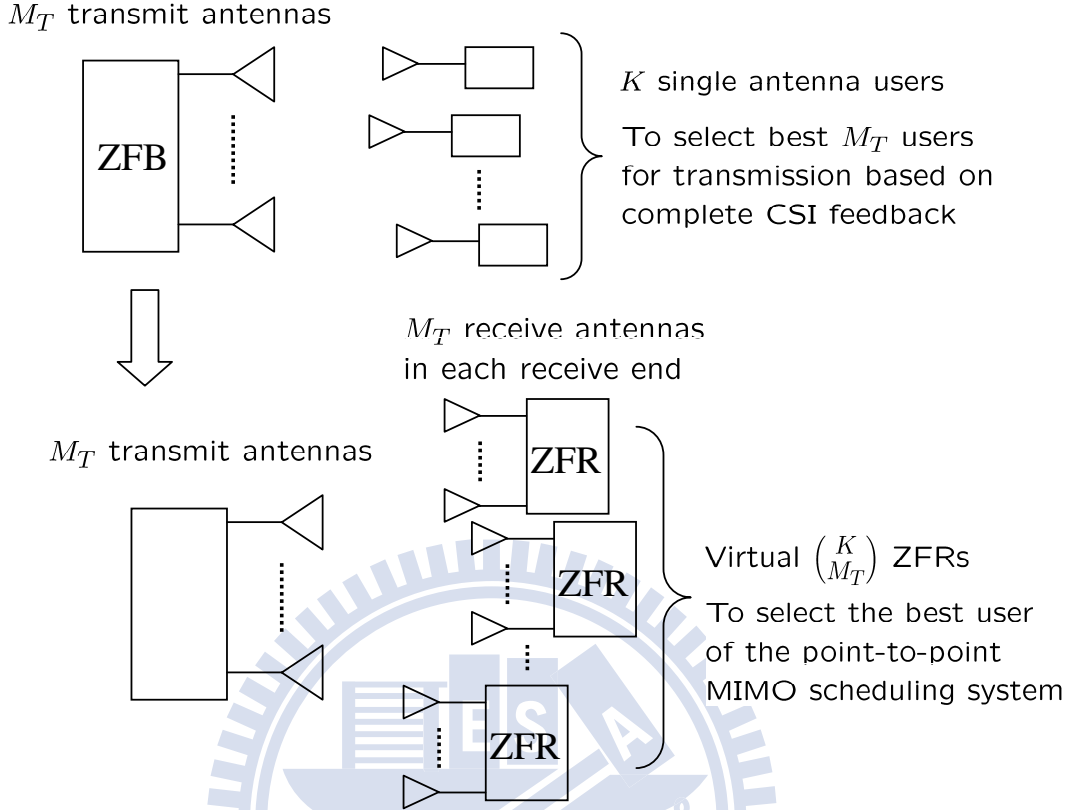 M_T transmit antennas
ZFB
K single antenna users
To select best M_T users
for transmission based on
complete CSI feedback
M_T receive antennas
in each receive end
M_T transmit antennas
ZFR
ZFR
ZFR
Virtual (K M_T) ZFRs
To select the best user
of the point-to-point
MIMO scheduling system
E S A